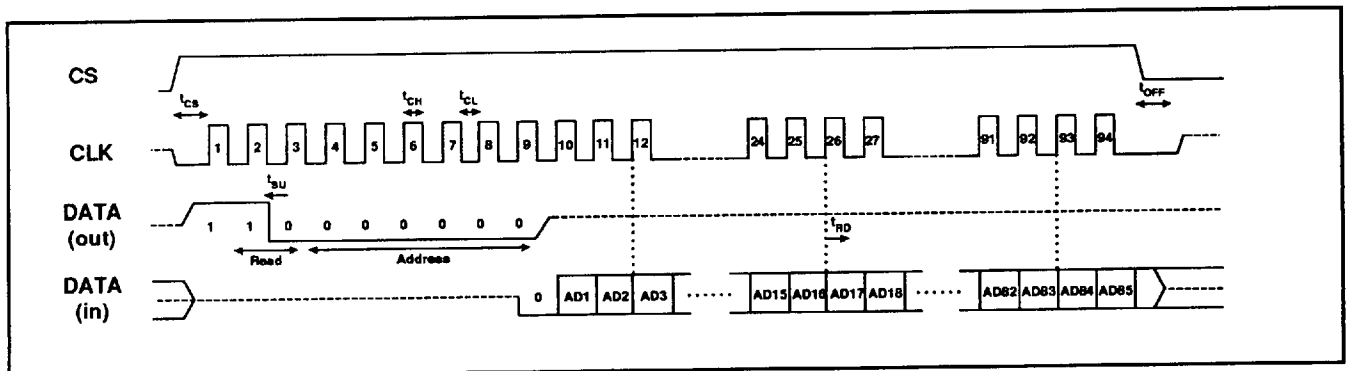 CS
tCS
tCH
tCL
tOFF
CLK
1 2 3 4 5 6 7 8 9 10 11 12 24 25 26 27 91 92 93 94
tSU
DATA
(out)
1 1 0 0 0 0 0 0 0
tRD
Read
Address
DATA
(in)
0 AD1 AD2 AD3 AD15 AD16 AD17 AD18 AD82 AD83 AD84 AD85